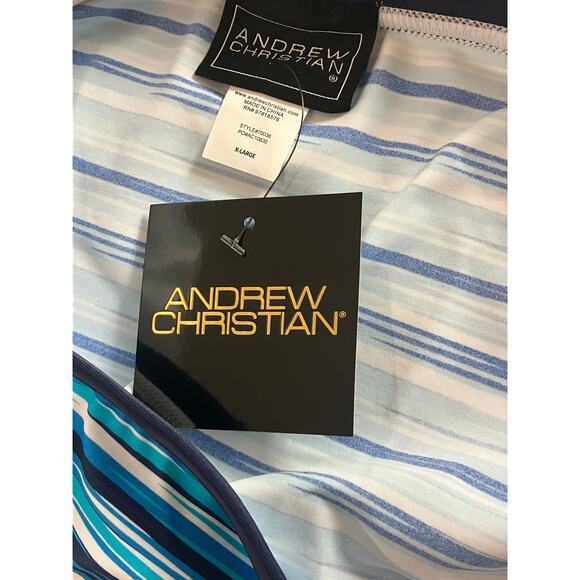 ANDREW
CHRISTIAN®
www.andrewchristian.com
MADE IN CHINA
RN# 97818578
STYLE#70036
PO#AC10830
X-LARGE
ANDREW
CHRISTIAN®